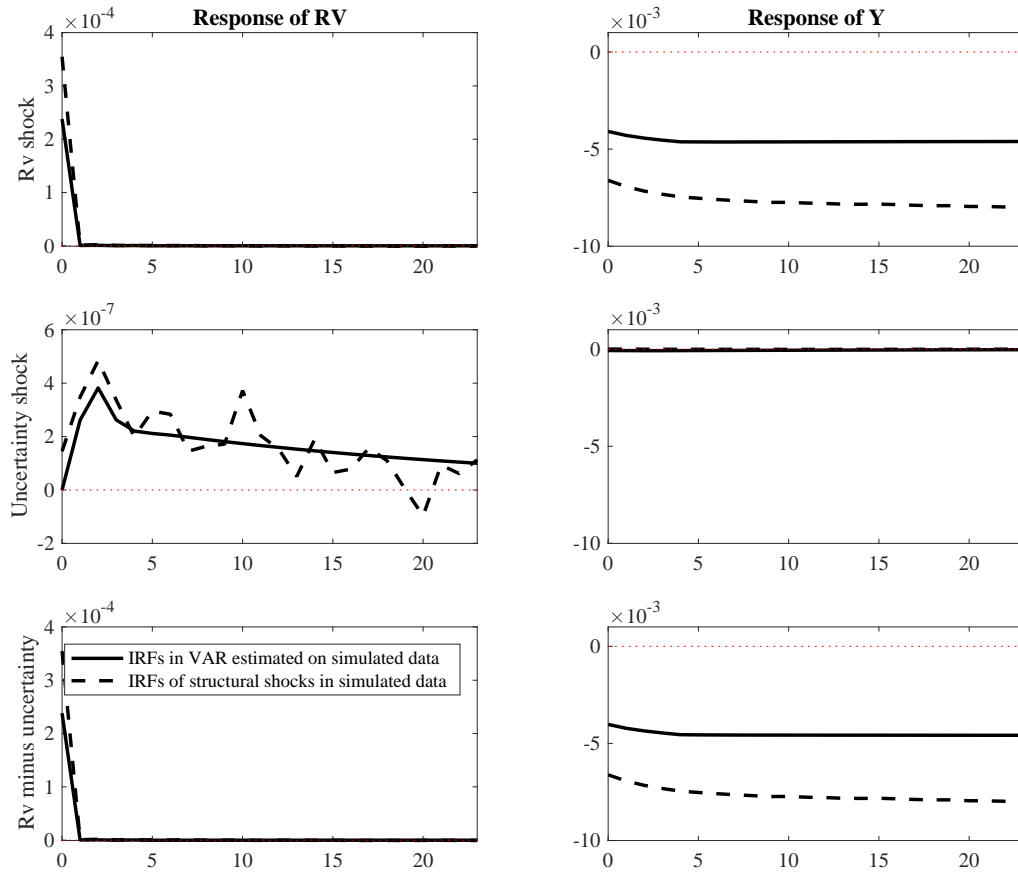 Response of RV
×10-4
4
3
2
1
0
Rv shock
0 5 10 15 20
Response of Y
×10-3
0
-5
-10
0 5 10 15 20
×10-7
6
4
2
0
-2
Uncertainty shock
0 5 10 15 20
×10-3
0
-5
-10
0 5 10 15 20
×10-4
4
3
2
1
0
Rv minus uncertainty
IRFs in VAR estimated on simulated data
IRFs of structural shocks in simulated data
0 5 10 15 20
×10-3
0
-5
-10
0 5 10 15 20